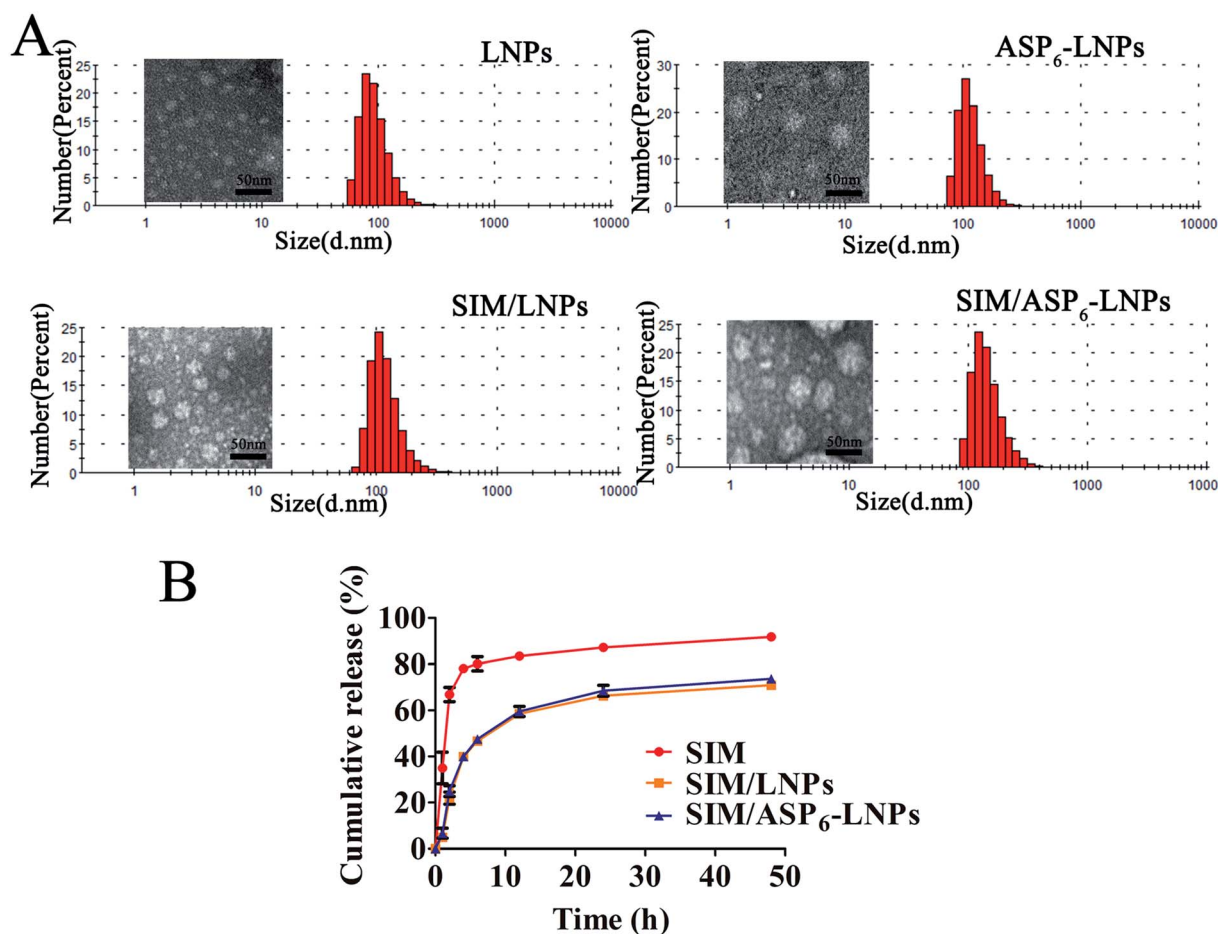 A
LNPs
Number(Percent)
25
20
15
10
5
0
50nm
1
10
100
1000
10000
Size(d.nm)
ASP₆-LNPs
Number(Percent)
30
20
10
0
50nm
1
10
100
1000
10000
Size(d.nm)
SIM/LNPs
Number(Percent)
25
20
15
10
5
0
50nm
1
10
100
1000
10000
Size(d.nm)
SIM/ASP₆-LNPs
Number(Percent)
25
20
15
10
5
0
50nm
1
10
100
1000
1000
Size(d.nm)
B
Cumulative release (%)
100
80
60
40
20
0
SIM
SIM/LNPs
SIM/ASP₆-LNPs
0
10
20
30
40
50
Time (h)